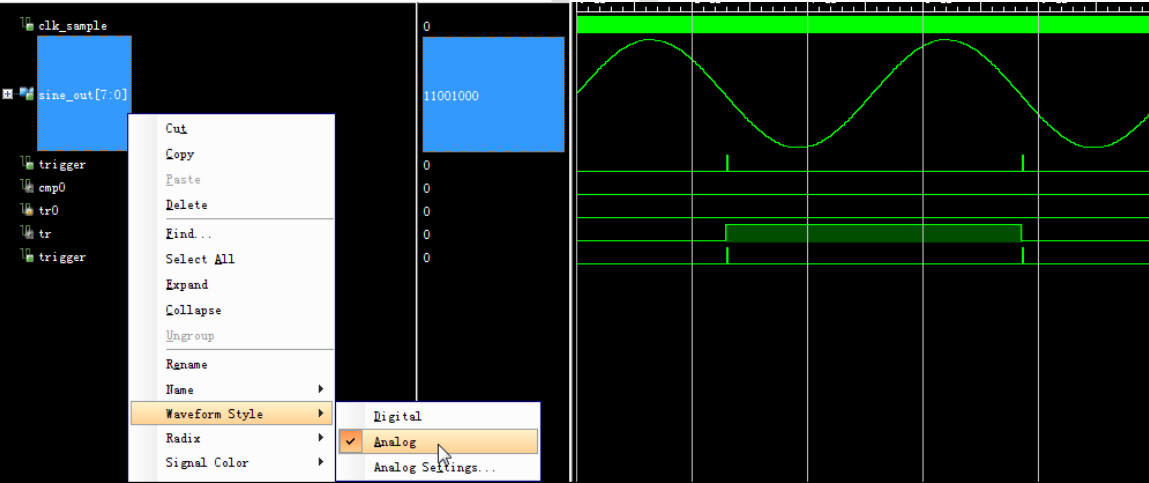 clk_sample 0
sine_out[7:0] 11001000
trigger 0
cmp0 0
tr0 0
tr 0
trigger 0
Cut
Copy
Paste
Delete
Find...
Select All
Expand
Collapse
Ungroup
Rename
Name
Waveform Style
Radix
Signal Color
Digital
Analog
Analog Settings...